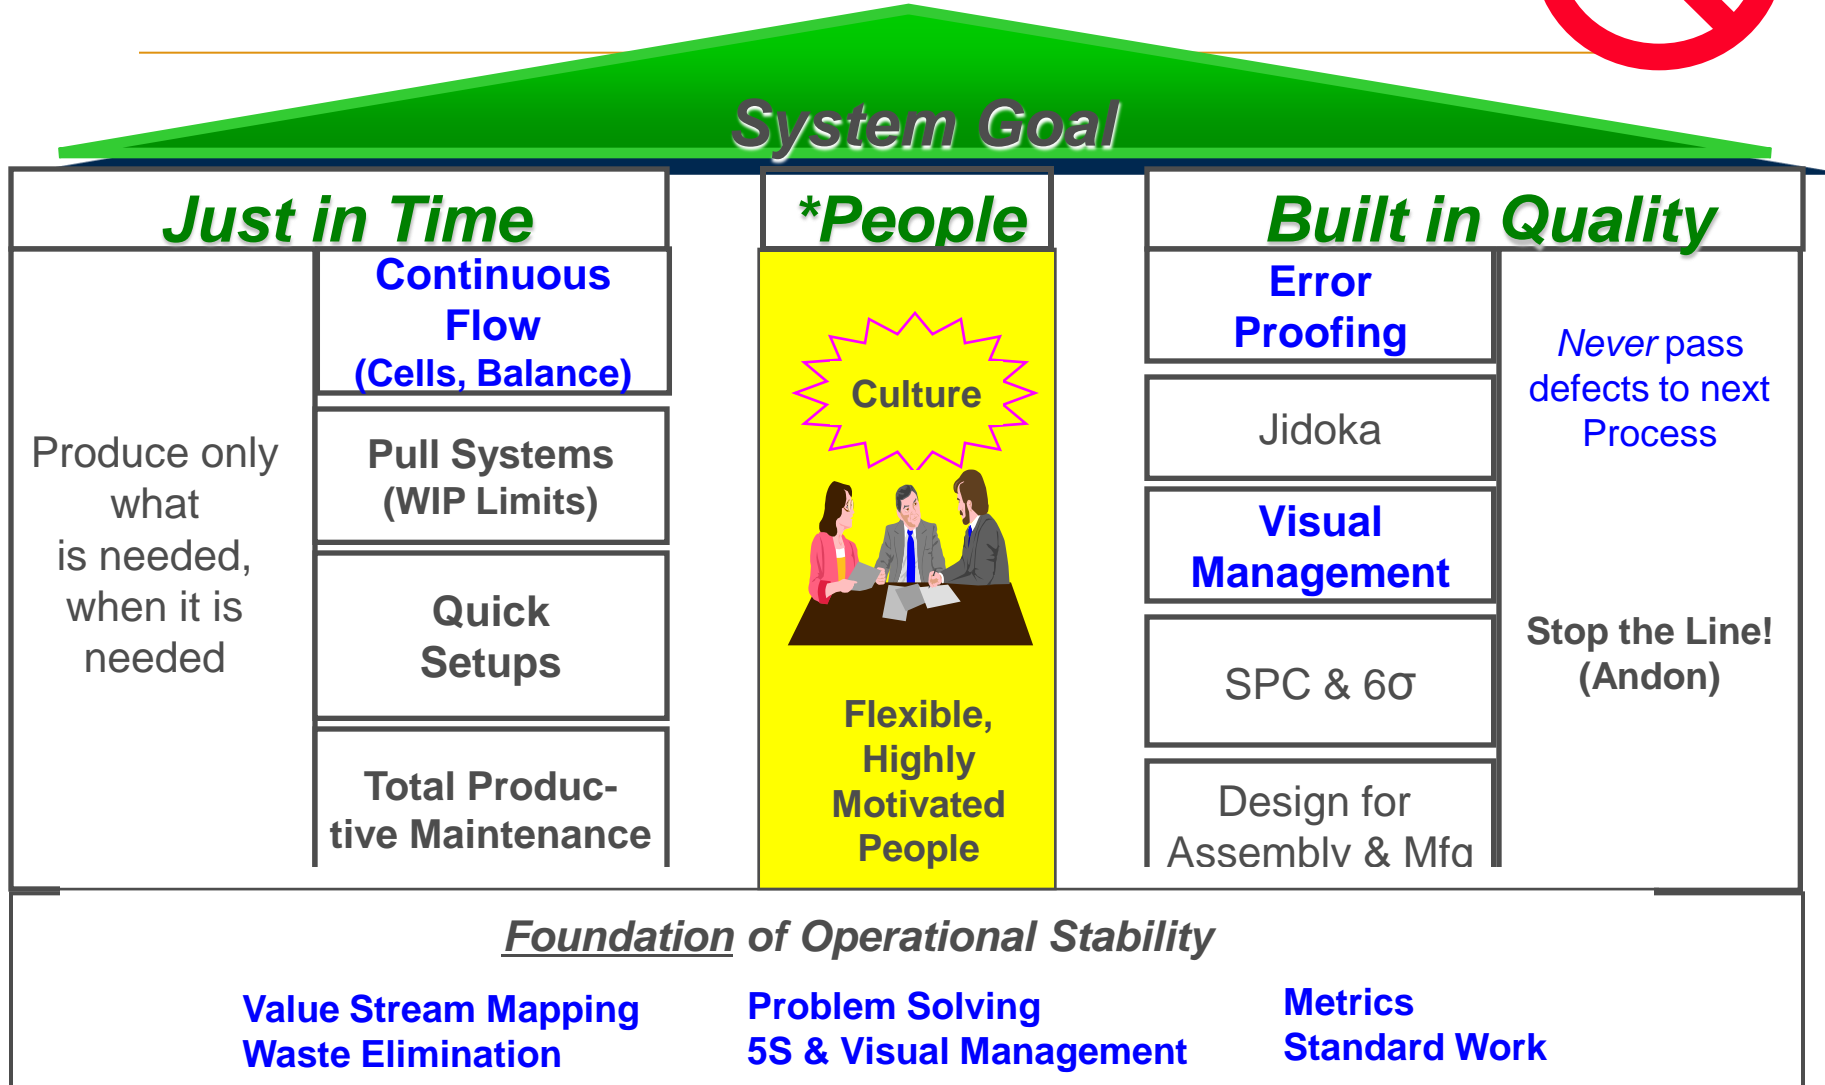 System Goal
Just in Time
Produce only
what
is needed,
when it is
needed
Continuous
Flow
(Cells, Balance)
Pull Systems
(WIP Limits)
Quick
Setups
Total Produc-
tive Maintenance
*People
Culture
Flexible,
Highly
Motivated
People
Built in Quality
Error
Proofing
Jidoka
Visual
Management
SPC & 6σ
Design for
Assembly & Mfg
Never pass
defects to next
Process
Stop the Line!
(Andon)
Foundation of Operational Stability
Value Stream Mapping
Waste Elimination
Problem Solving
5S & Visual Management
Metrics
Standard Work